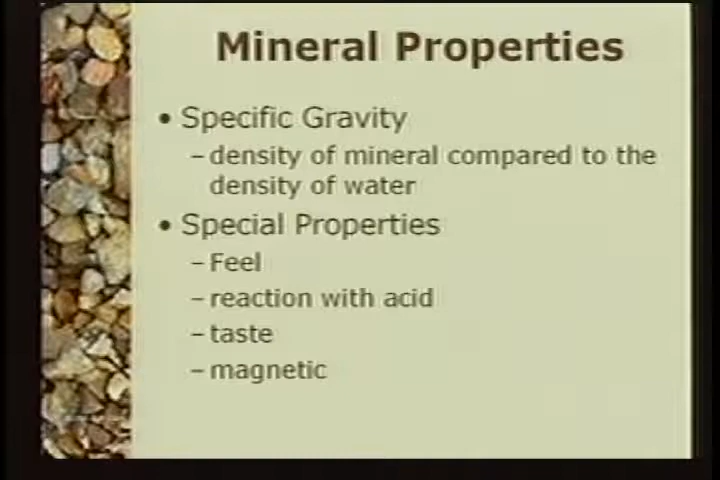 Mineral Properties
• Specific Gravity
– density of mineral compared to the
density of water
• Special Properties
– Feel
– reaction with acid
– taste
– magnetic